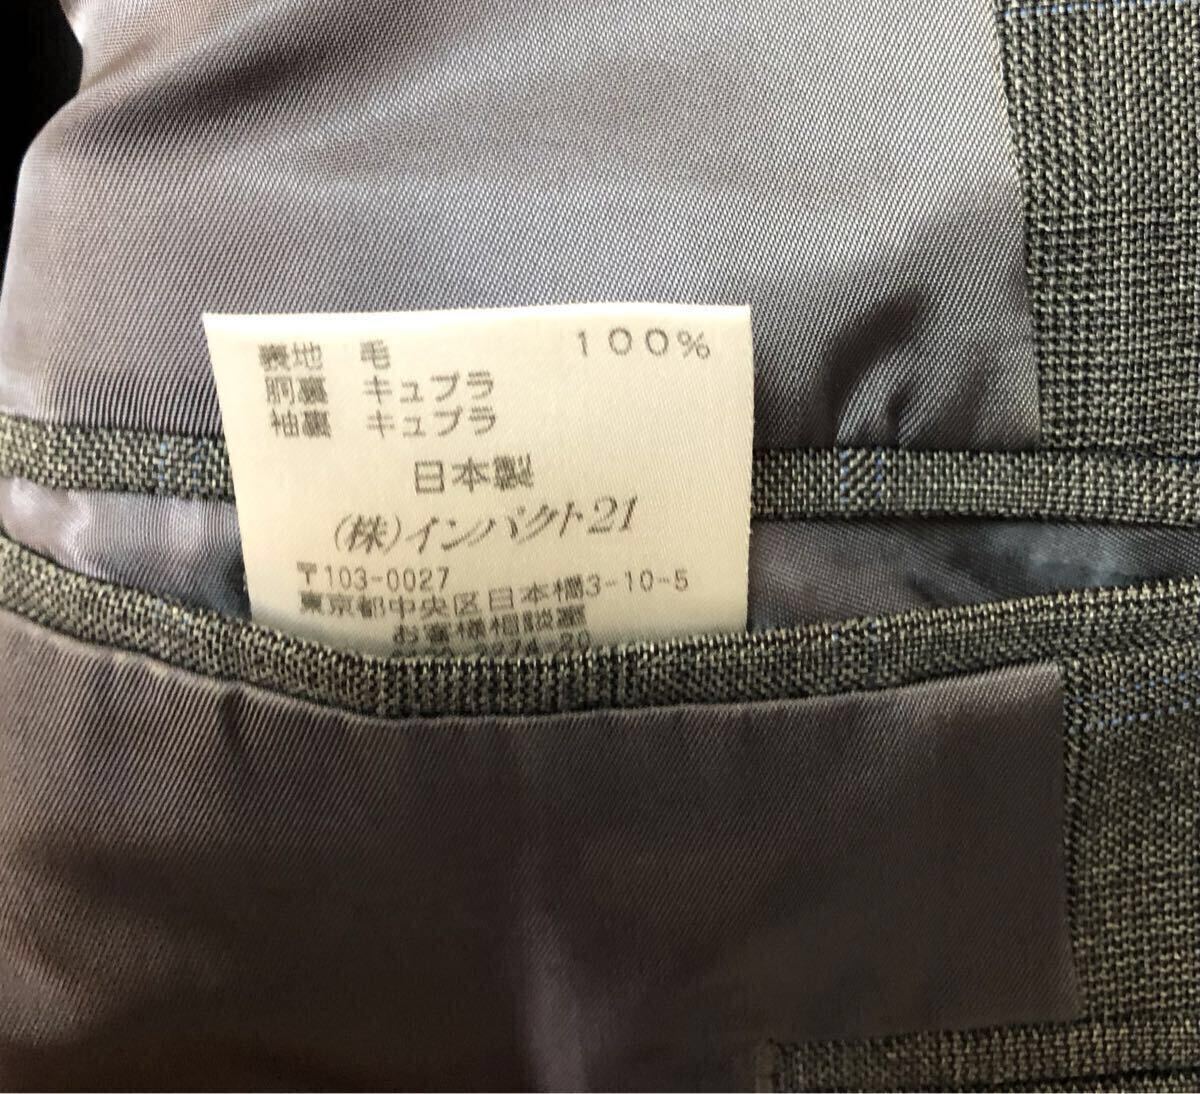 表地 毛 100%
胴裏 キュプラ
袖裏 キュプラ
日本製
(株)インパクト21
〒103-0027
東京都中央区日本橋3-10-5
お客様相談室